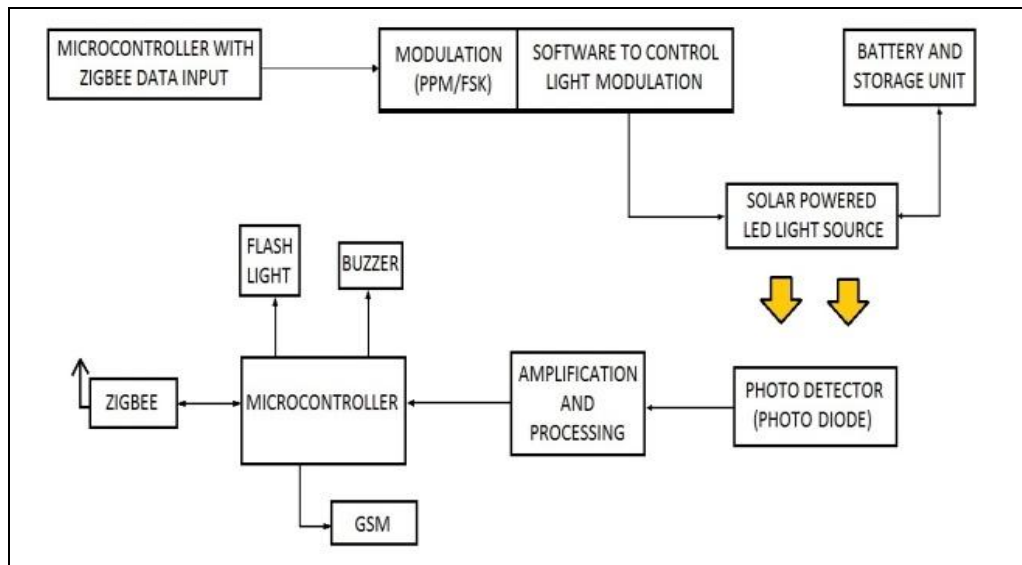 MICROCONTROLLER WITH
ZIGBEE DATA INPUT
MODULATION
(PPM/FSK)
SOFTWARE TO CONTROL
LIGHT MODULATION
BATTERY AND
STORAGE UNIT
SOLAR POWERED
LED LIGHT SOURCE
FLASH
LIGHT
BUZZER
ZIGBEE
MICROCONTROLLER
AMPLIFICATION
AND
PROCESSING
PHOTO DETECTOR
(PHOTO DIODE)
GSM